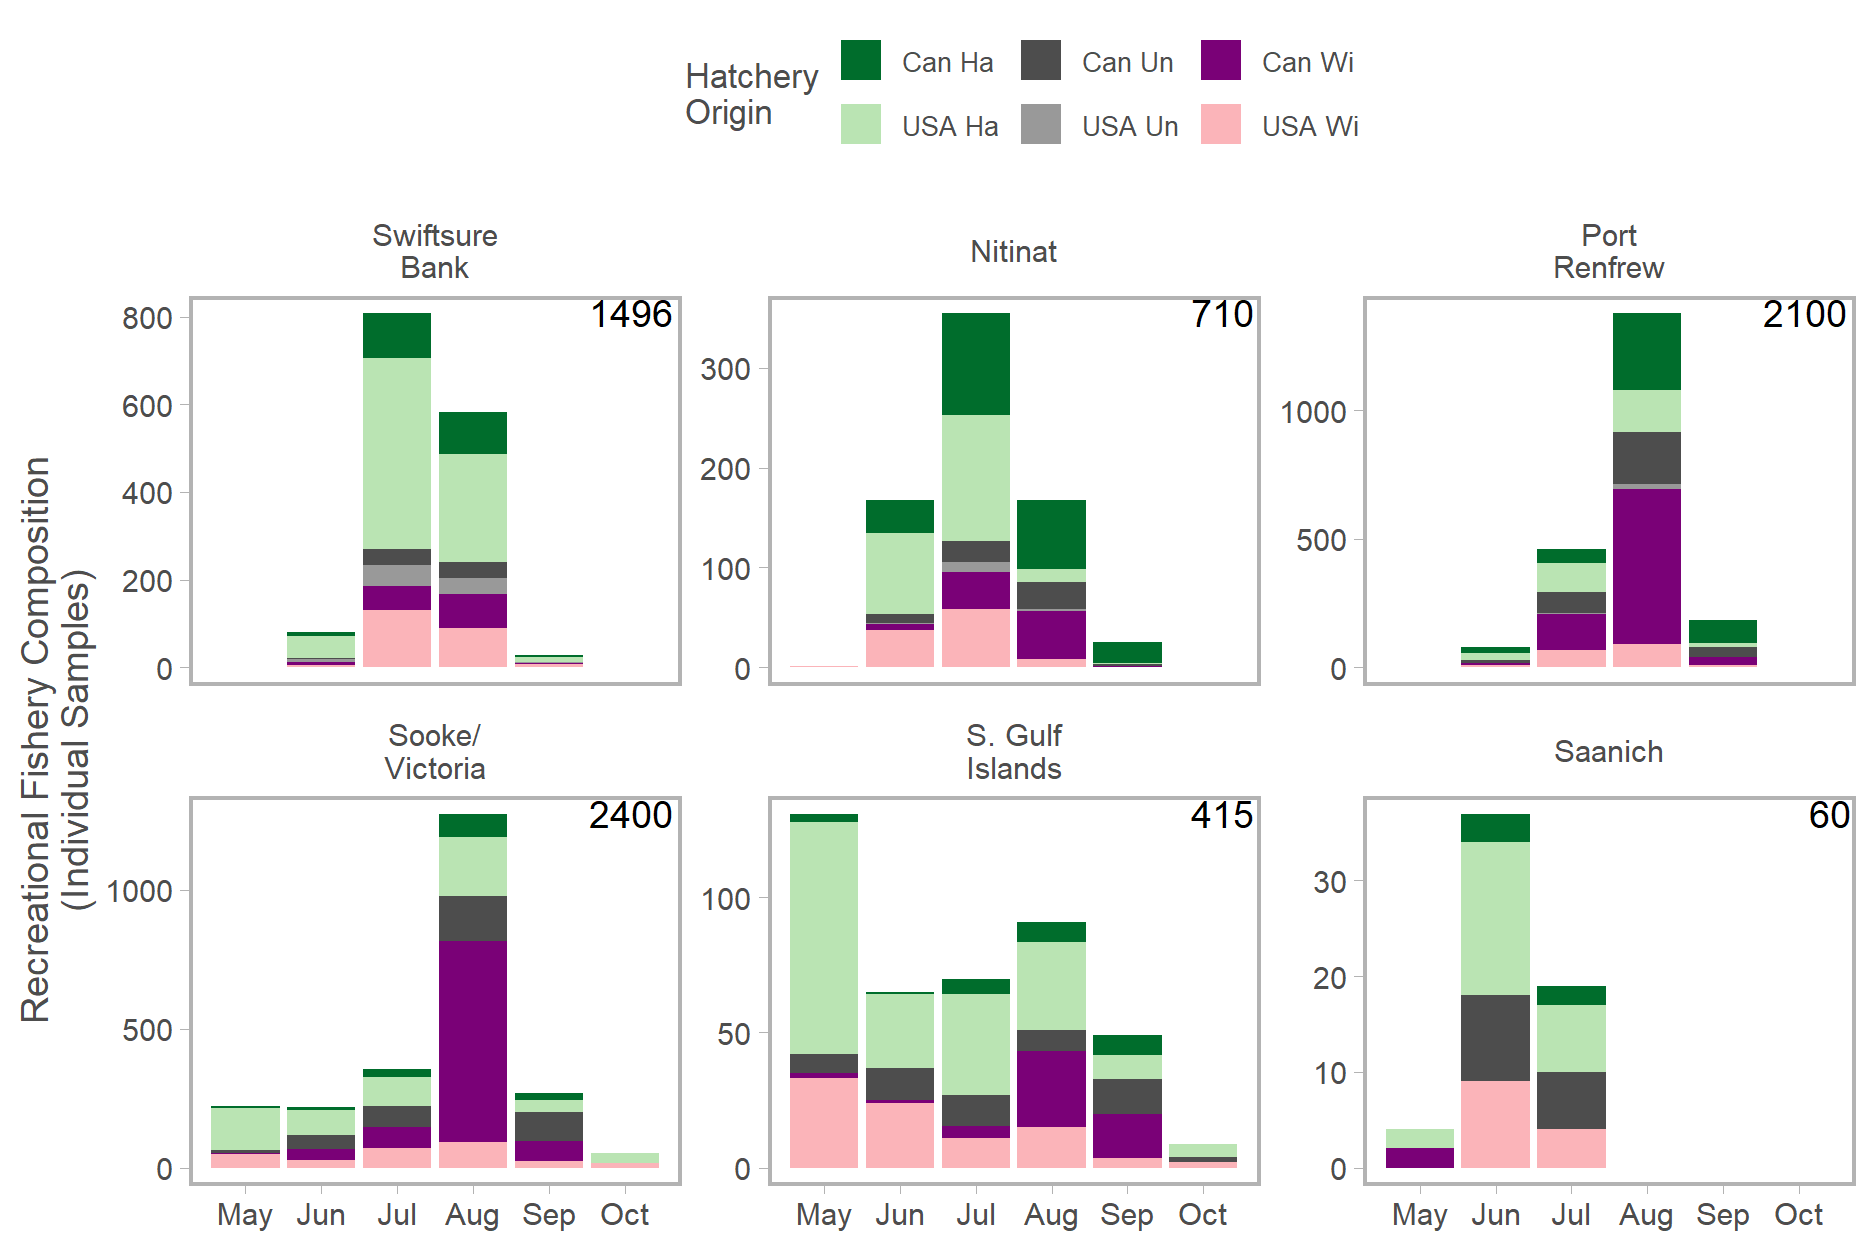 Hatchery
Origin
Can Ha
Can Un
Can Wi
USA Ha
USA Un
USA Wi
Recreational Fishery Composition
(Individual Samples)
Swiftsure
Bank
1496
800
600
400
200
0
Nitinat
710
300
200
100
0
Port
Renfrew
2100
1000
500
0
Sooke/
Victoria
2400
1000
500
0
May Jun Jul Aug Sep Oct
S. Gulf
Islands
415
100
50
0
May Jun Jul Aug Sep Oct
Saanich
60
30
20
10
0
May Jun Jul Aug Sep Oct